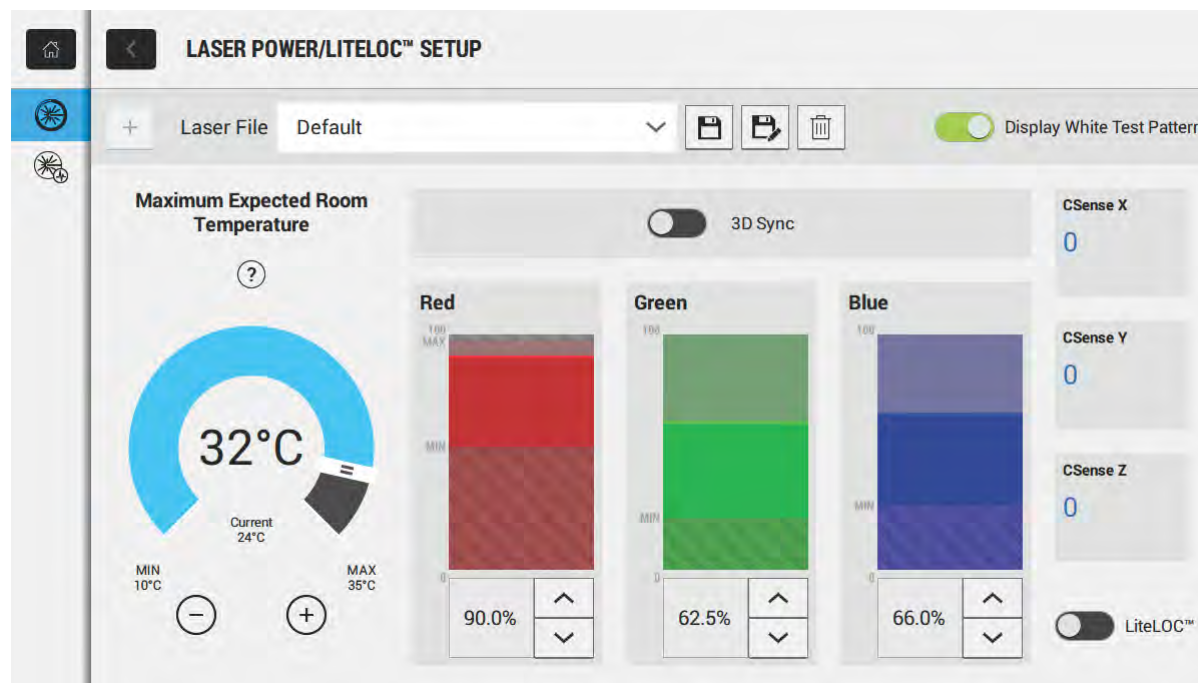 LASER POWER/LITELOC™ SETUP
+ Laser File Default
Display White Test Pattern
Maximum Expected Room
Temperature
?
32°C
Current
24°C
MIN
10°C
MAX
35°C
3D Sync
Red
100
MAX
MIN
0
90.0%
Green
100
MIN
0
62.5%
Blue
100
MIN
0
66.0%
CSense X
0
CSense Y
0
CSense Z
0
LiteLOC™